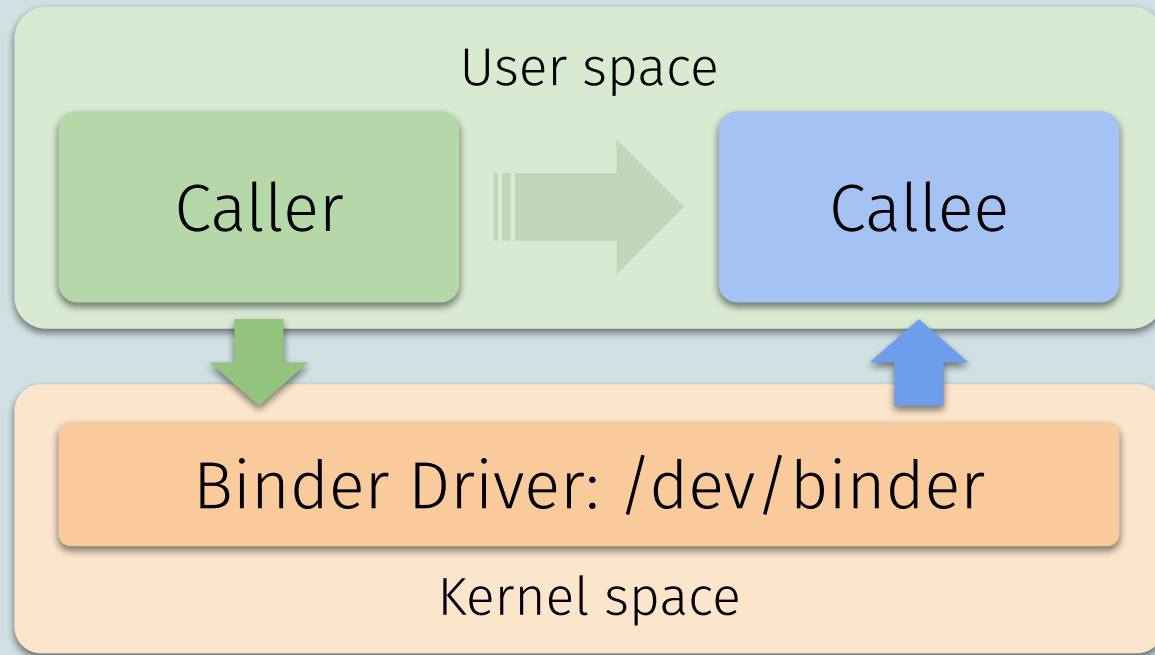 User space
Caller
Callee
Binder Driver: /dev/binder
Kernel space